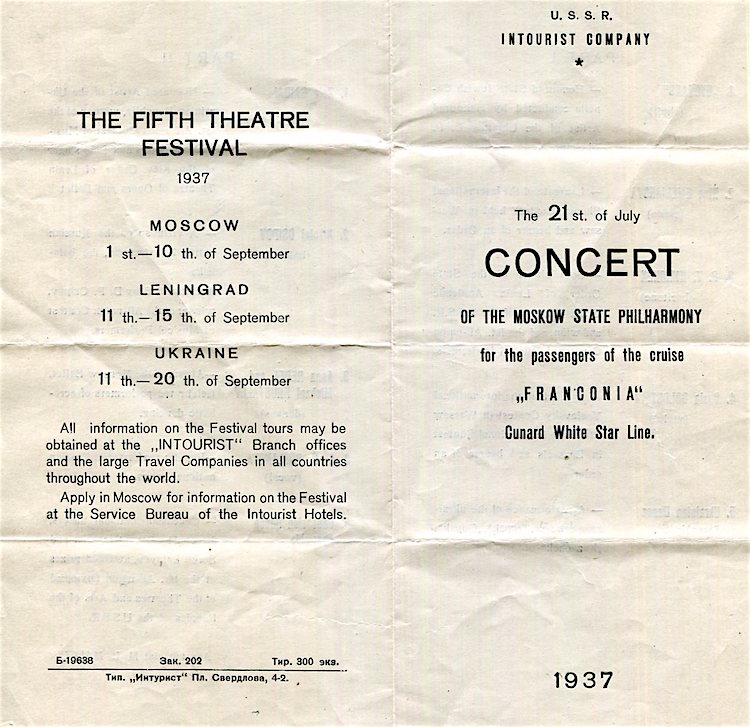 THE FIFTH THEATRE
FESTIVAL
1937
MOSCOW
1 st.—10 th. of September
LENINGRAD
11 th.—15 th. of September
UKRAINE
11 th.—20 th. of September
All information on the Festival tours may be
obtained at the „INTOURIST“ Branch offices
and the large Travel Companies in all countries
throughout the world.
Apply in Moscow for information on the Festival
at the Service Bureau of the Intourist Hotels.
Б-19638 Зак. 202 Тир. 300 экз.
Тип. „Интурист“ Пл. Свердлова, 4-2.
U. S. S. R.
INTOURIST COMPANY
*
The 21 st. of July
CONCERT
OF THE MOSKOW STATE PHILHARMONY
for the passengers of the cruise
„FRANCONIA“
Cunard White Star Line.
1937